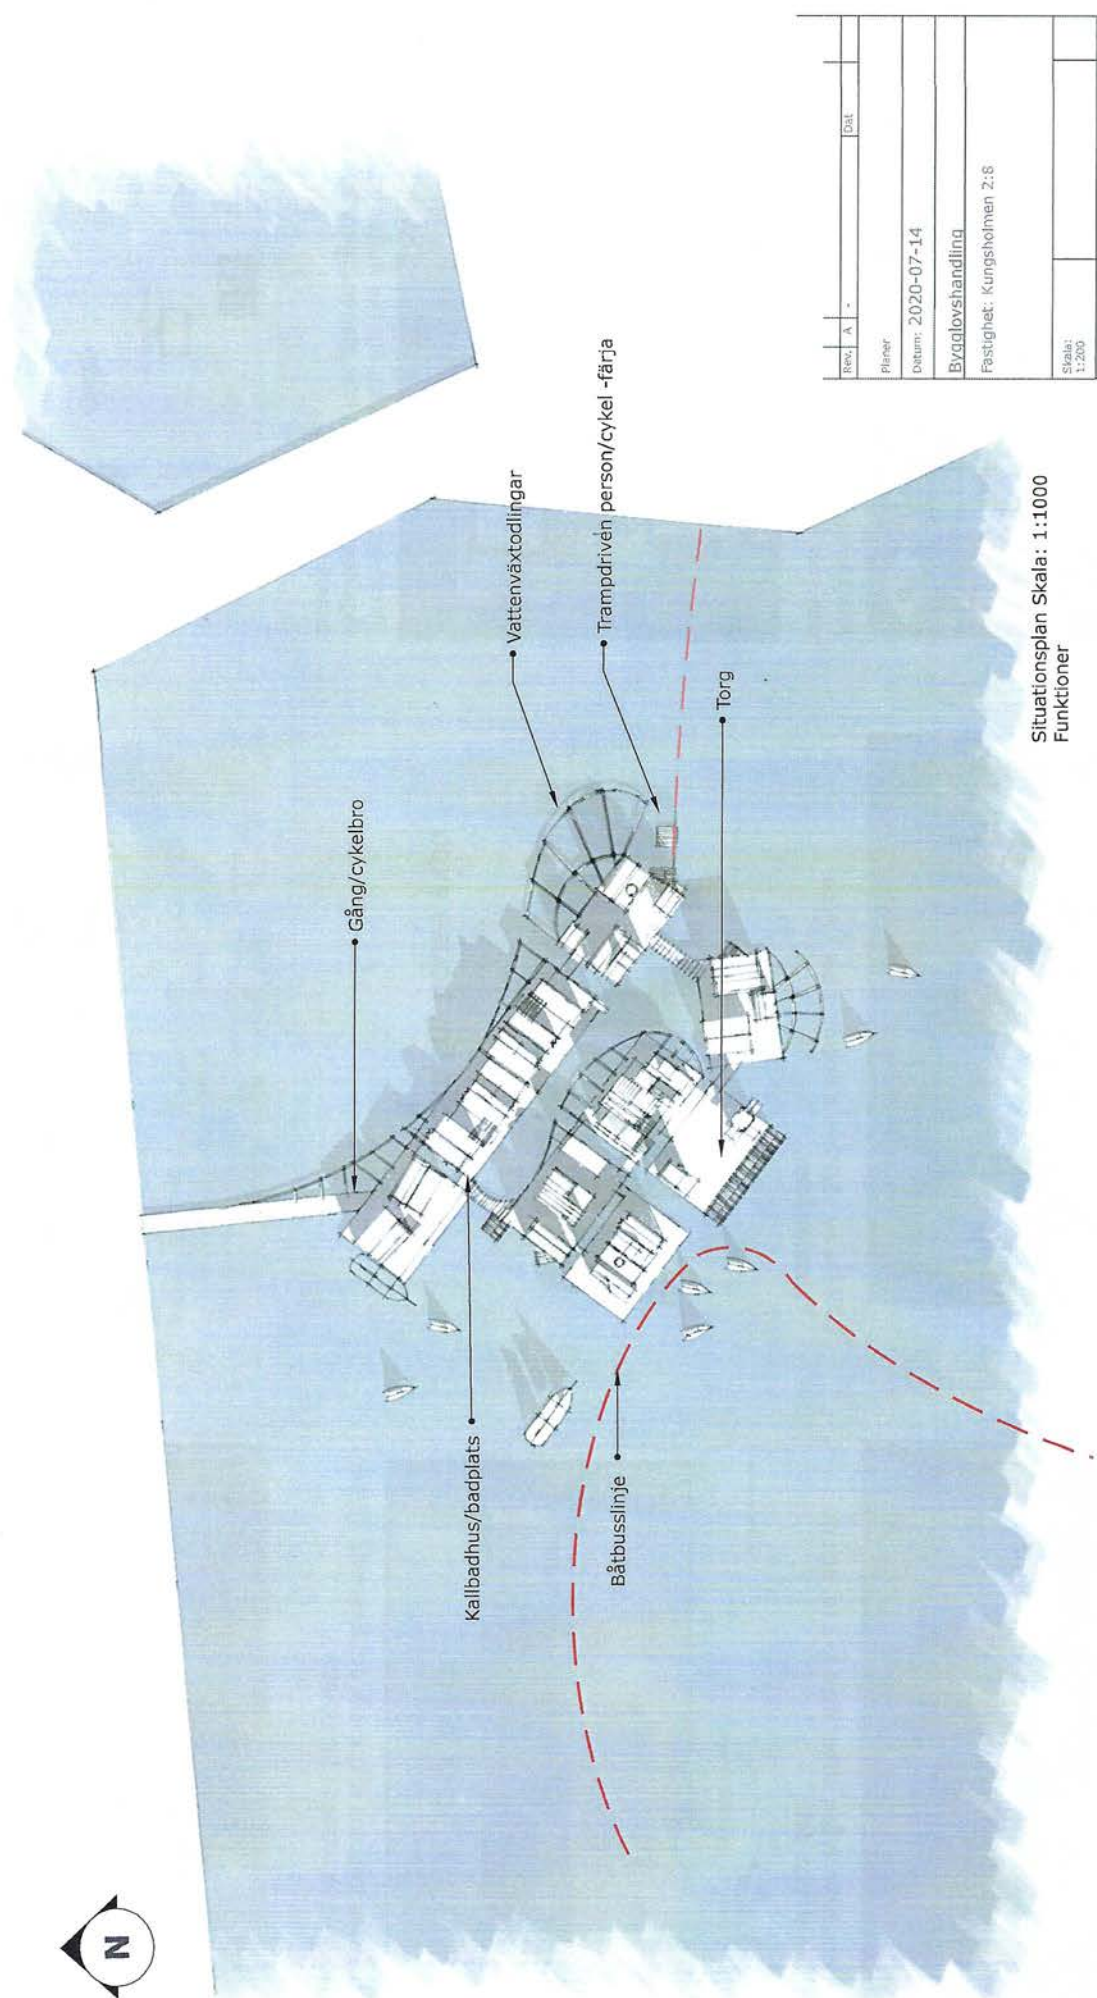 N
Gång/cykelbro
Vattenväxtodlingar
Trampdriven person/cykel -färja
Kallbadhus/badplats
Båtbusslinje
Torg
Situationsplan Skala: 1:1000
Funktioner
Rev. A - Dat
Planer
Datum: 2020-07-14
Bygglovshandling
Fastighet: Kungsholmen 2:8
Skala:
1:200